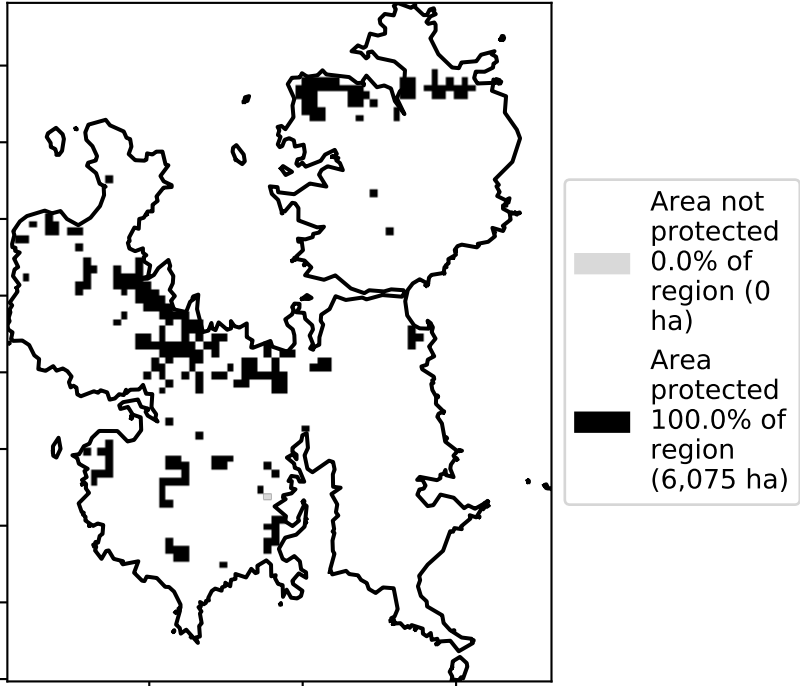 Area not
protected
0.0% of
region (0
ha)
Area
protected
100.0% of
region
(6,075 ha)